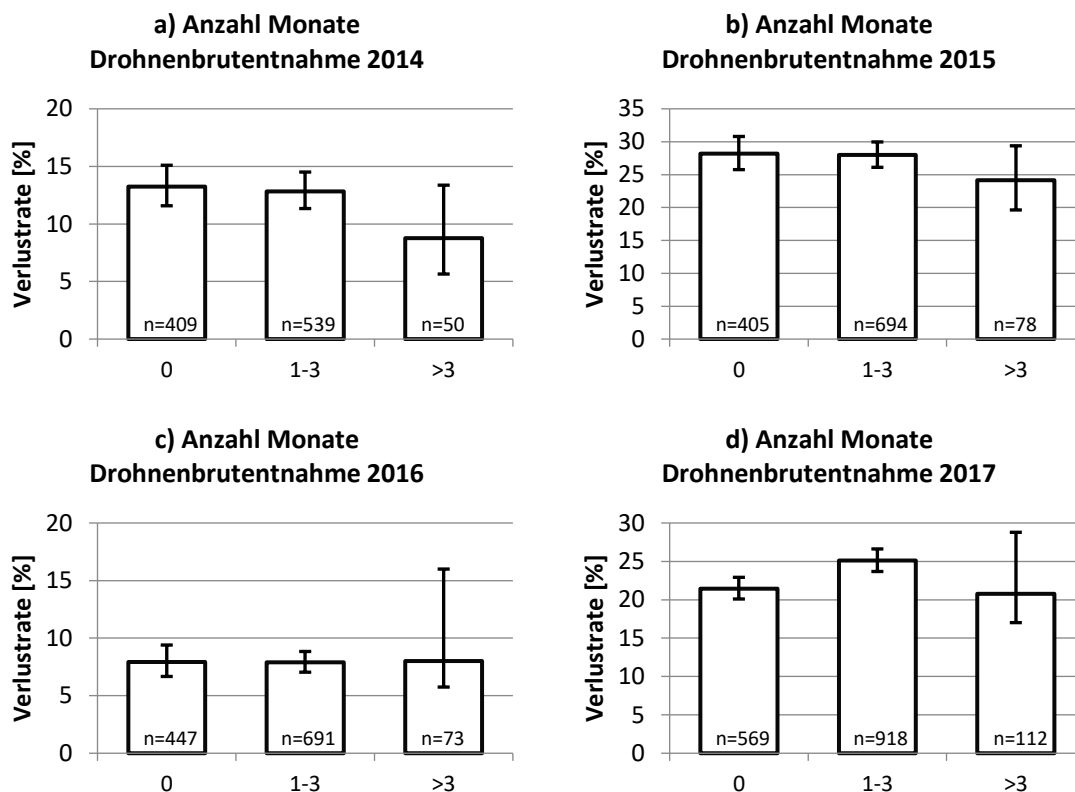 a) Anzahl Monate
Drohnenbrutentnahme 2014
Verlustrate [%]
20
15
10
5
0
n=409 n=539 n=50
0 1-3 >3
b) Anzahl Monate
Drohnenbrutentnahme 2015
Verlustrate [%]
35
30
25
20
15
10
5
0
n=405 n=694 n=78
0 1-3 >3
c) Anzahl Monate
Drohnenbrutentnahme 2016
Verlustrate [%]
20
15
10
5
0
n=447 n=691 n=73
0 1-3 >3
d) Anzahl Monate
Drohnenbrutentnahme 2017
Verlustrate [%]
30
25
20
15
10
5
0
n=569 n=918 n=112
0 1-3 >3